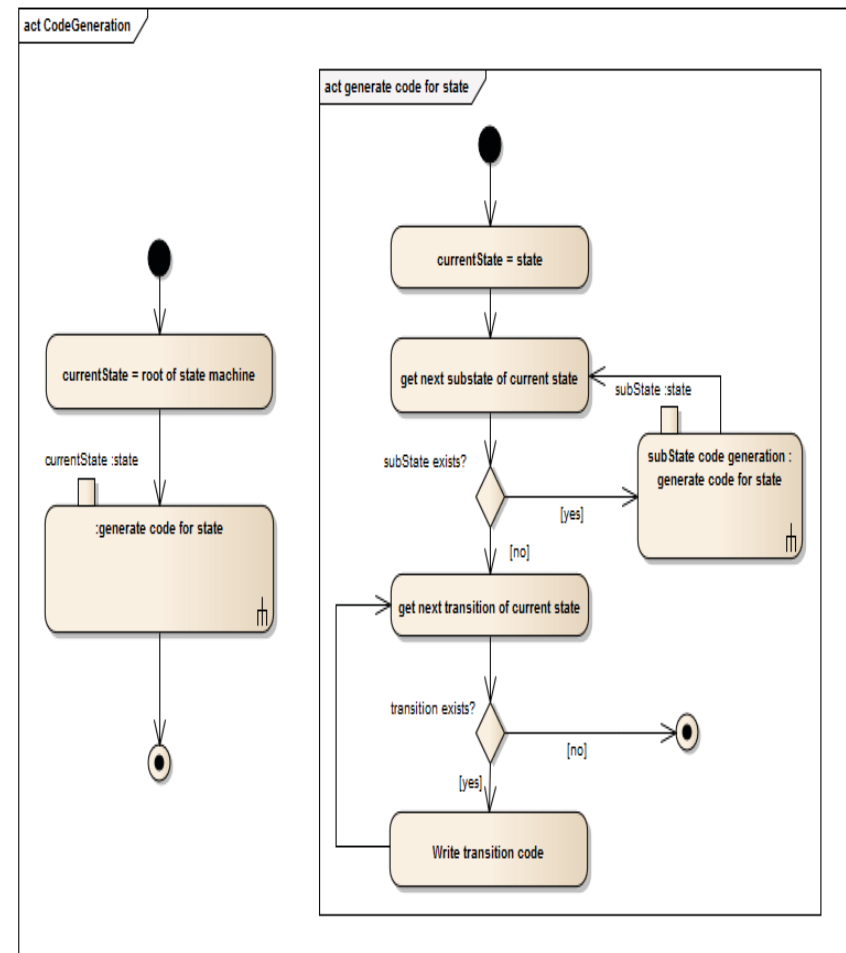 act CodeGeneration
act generate code for state
currentState = root of state machine
currentState :state
:generate code for state
currentState = state
get next substate of current state
subState :state
subState exists?
subState code generation :
generate code for state
[yes]
[no]
get next transition of current state
transition exists?
[no]
[yes]
Write transition code